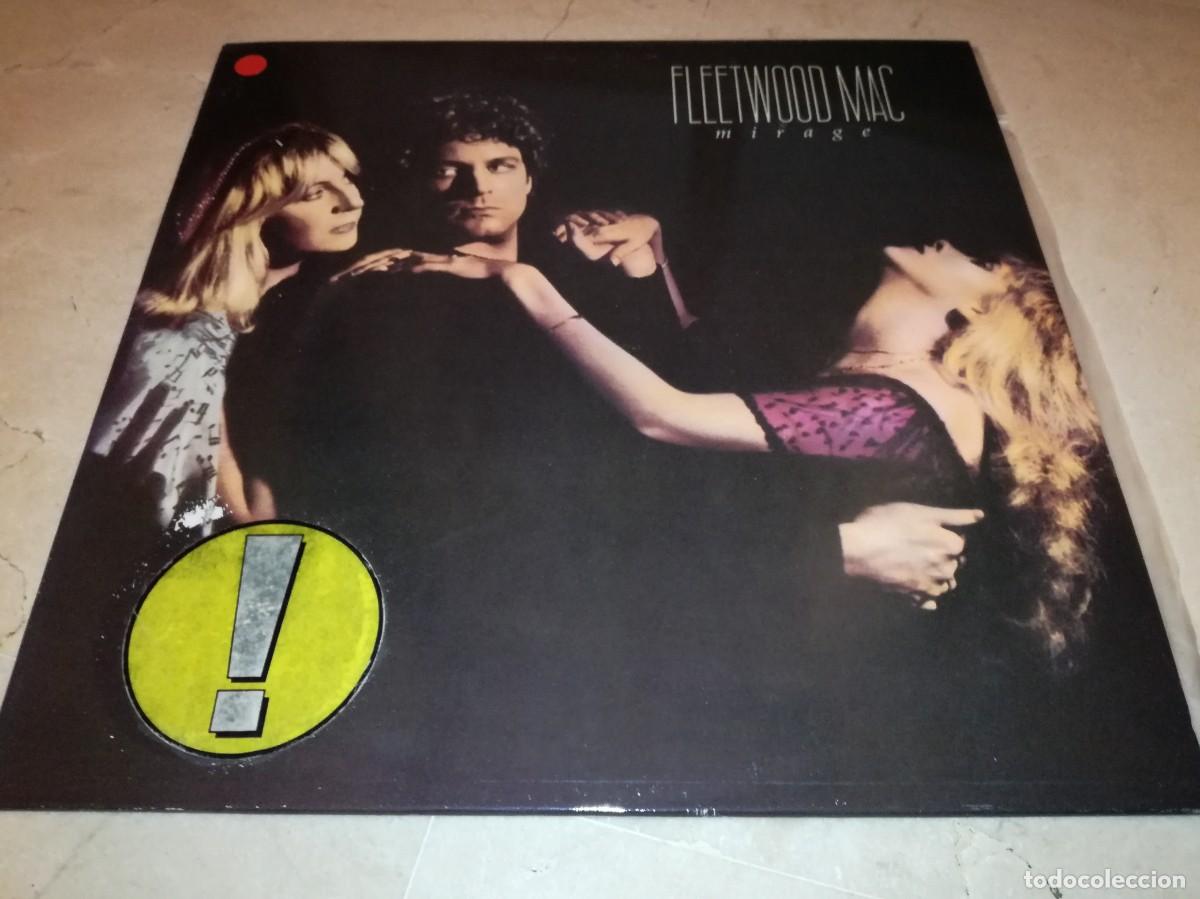 FLEETWOOD MAC
mirage
!
todocoleccion